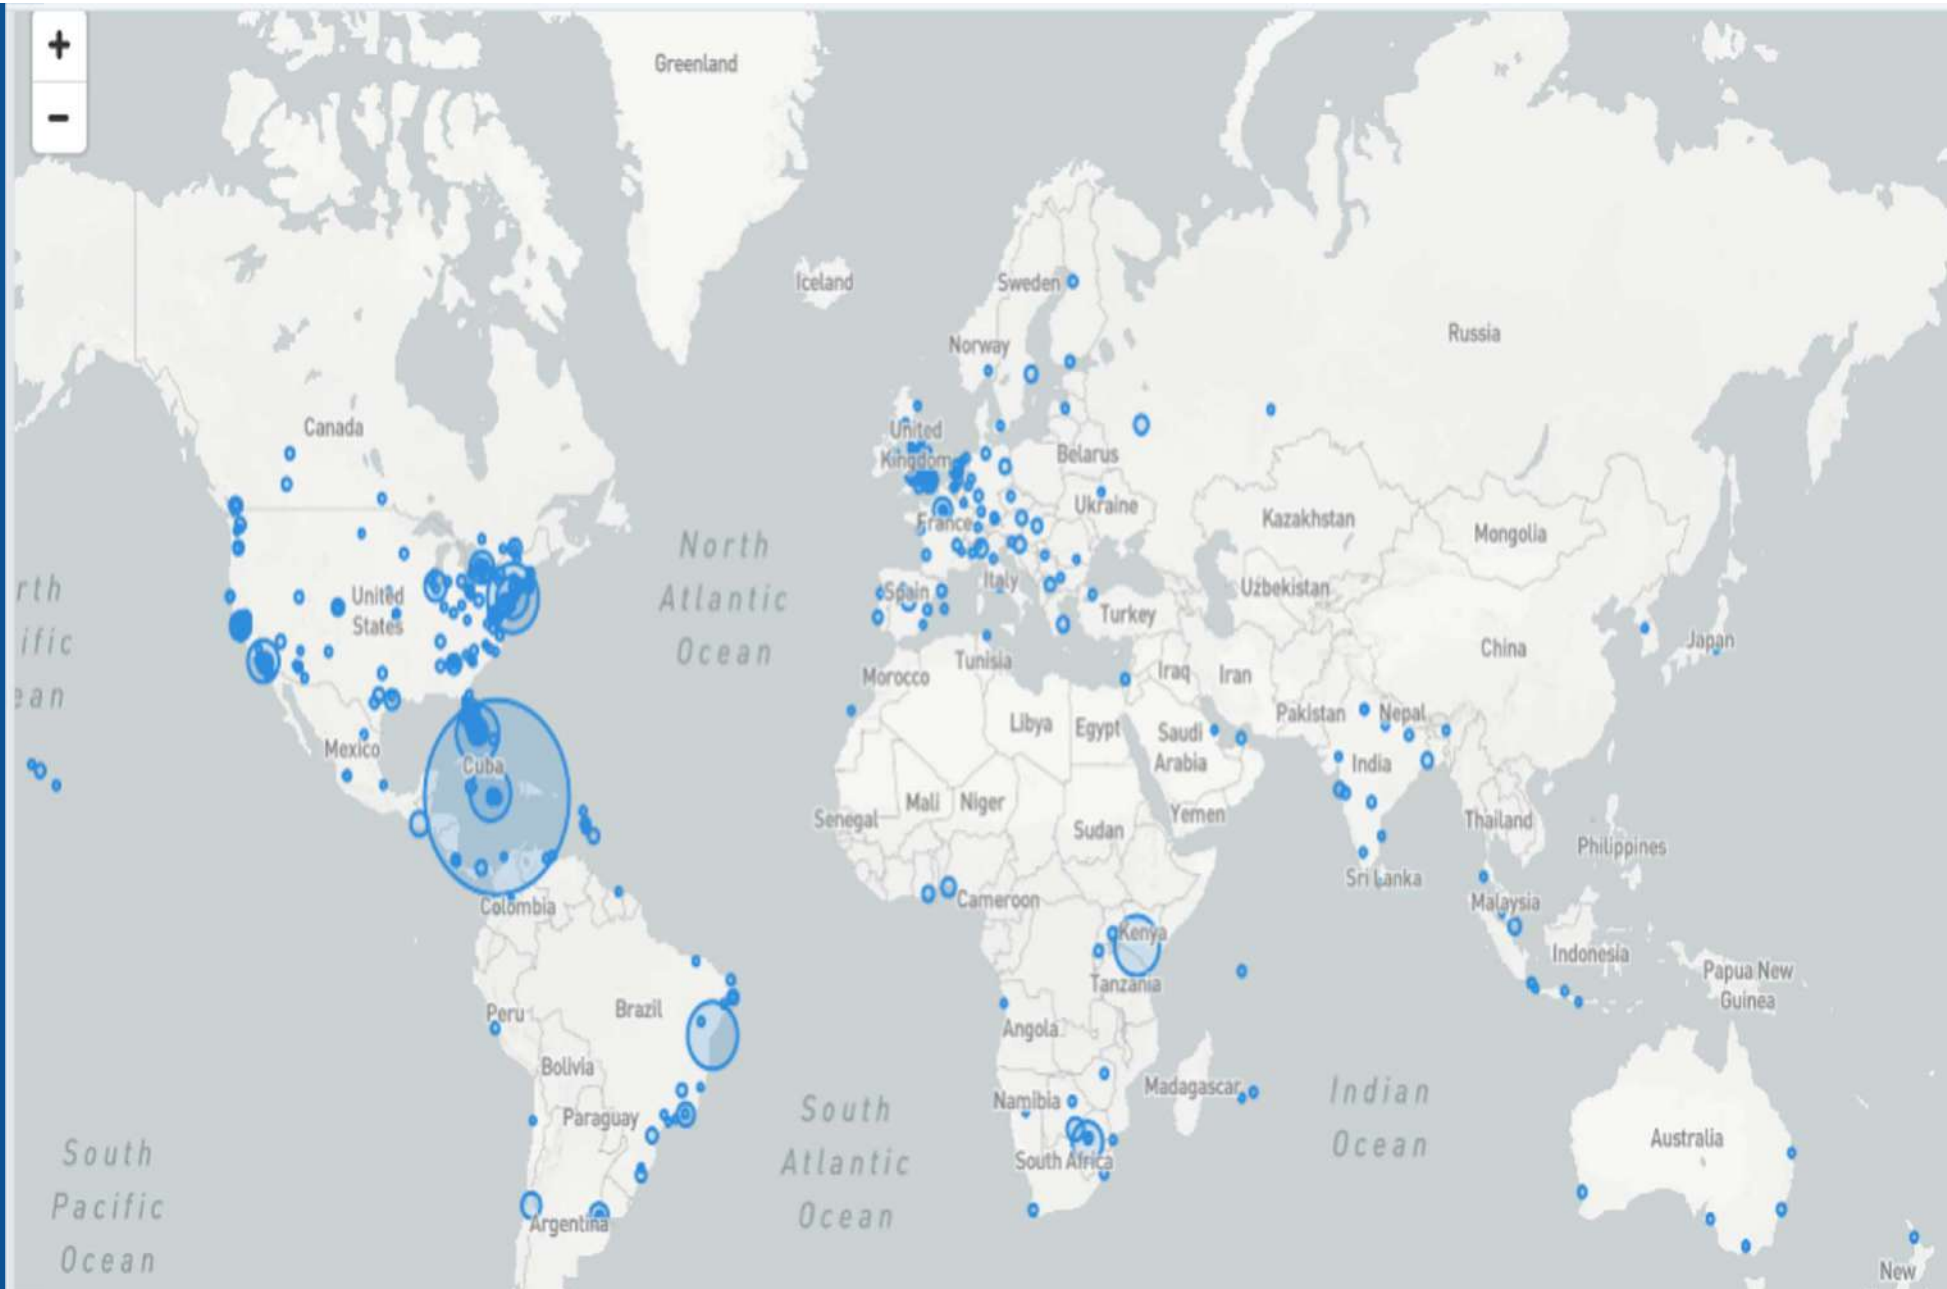 +
−
Greenland
Iceland
Sweden
Russia
Norway
Canada
United
Kingdom
Belarus
Ukraine
France
Kazakhstan
Mongolia
North
Atlantic
Ocean
rth
ific
ean
United
States
Spain
Italy
Uzbekistan
Turkey
China
Japan
Morocco
Tunisia
Iraq
Iran
Mexico
Cuba
Libya
Egypt
Saudi
Arabia
Pakistan
Nepal
India
Senegal
Mali
Niger
Sudan
Yemen
Thailand
Philippines
Sri Lanka
Colombia
Cameroon
Malaysia
Kenya
Indonesia
Tanzania
Papua New
Guinea
Peru
Brazil
Angola
Bolivia
Madagascar
Namibia
Paraguay
South
Atlantic
Ocean
Indian
Ocean
Australia
South Africa
South
Pacific
Ocean
Argentina
New